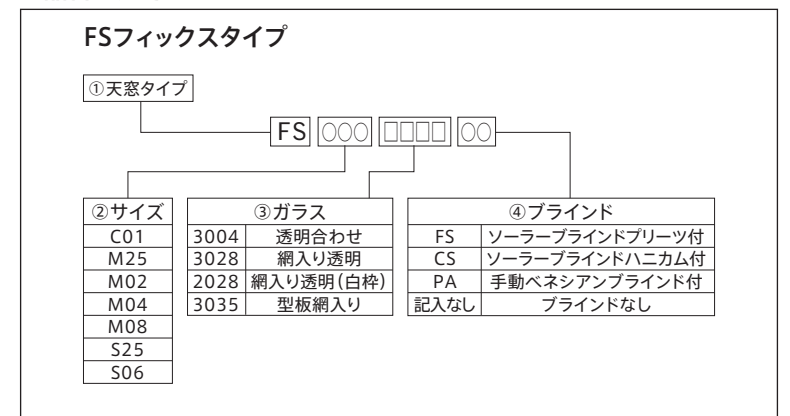 FSフィックスタイプ
①天窓タイプ
FS ○○○ □□□□ ○○
②サイズ
C01
M25
M02
M04
M08
S25
S06
③ガラス
3004 透明合わせ
3028 網入り透明
2028 網入り透明(白枠)
3035 型板網入り
④ブラインド
FS ソーラーブラインドプリーツ付
CS ソーラーブラインドハニカム付
PA 手動ベネシアンブラインド付
記入なし ブラインドなし